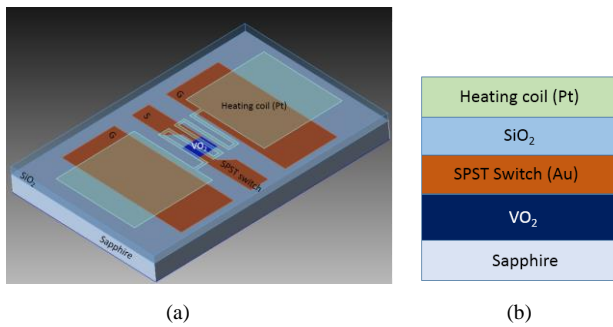 G
Heating coil (Pt)
S
G
VO2
SPST switch
SiO2
Sapphire
(a)
Heating coil (Pt)
SiO₂
SPST Switch (Au)
VO₂
Sapphire
(b)